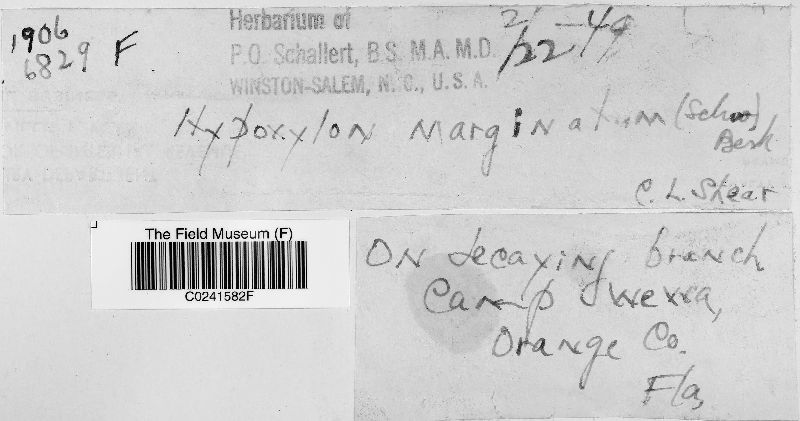 1906
6829 F
Herbarium of
P.O. Schallert, B.S. M.A. M.D.
WINSTON-SALEM, N. C., U. S. A.
2/22-49
Hypoxylon marginatum (Schw)
Berk
C. L. Shear
The Field Museum (F)
C0241582F
On decaying branch
Camp
Orange Co.
Fla,